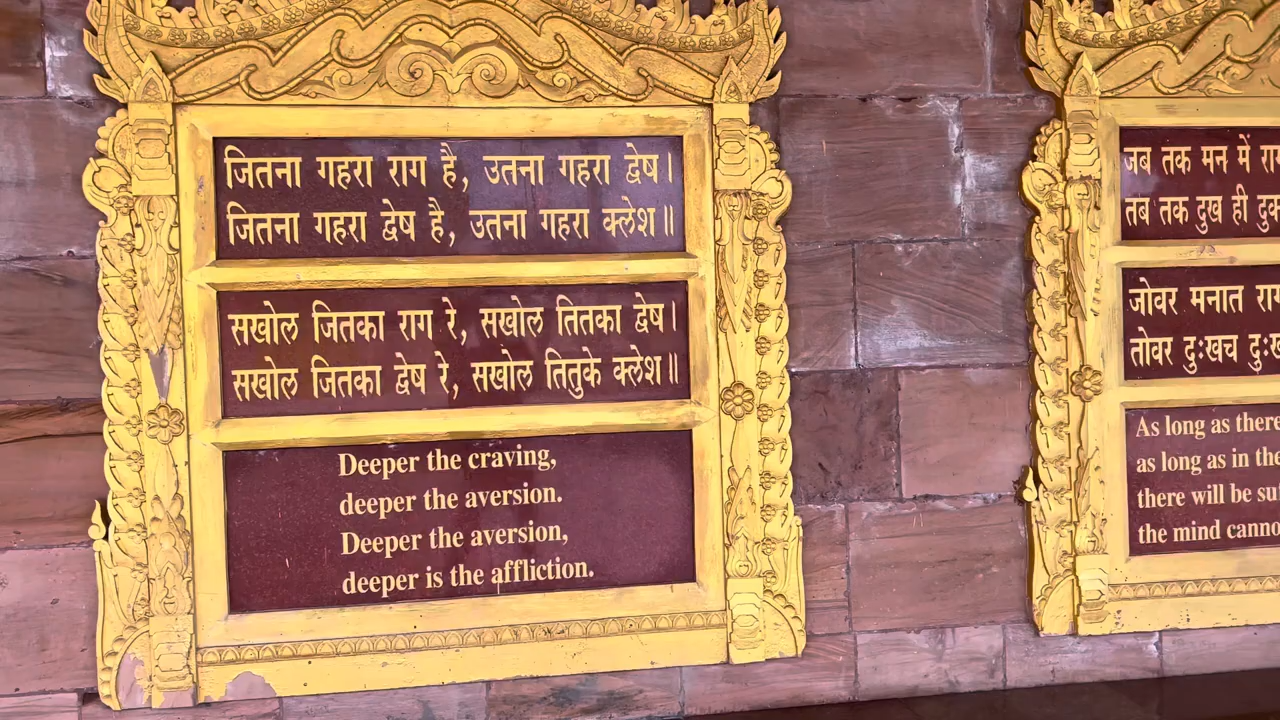 जितना गहरा राग है, उतना गहरा द्वेष।
जितना गहरा द्वेष है, उतना गहरा क्लेश॥
सखोल जितका राग रे, सखोल तितका द्वेष।
सखोल जितका द्वेष रे, सखोल तितुके क्लेश॥
Deeper the craving,
deeper the aversion.
Deeper the aversion,
deeper is the affliction.
जब तक मन में
तब तक दुख ही
जोवर मनात
तोवर दुःखच
As long as there
as long as in the
there will be
the mind